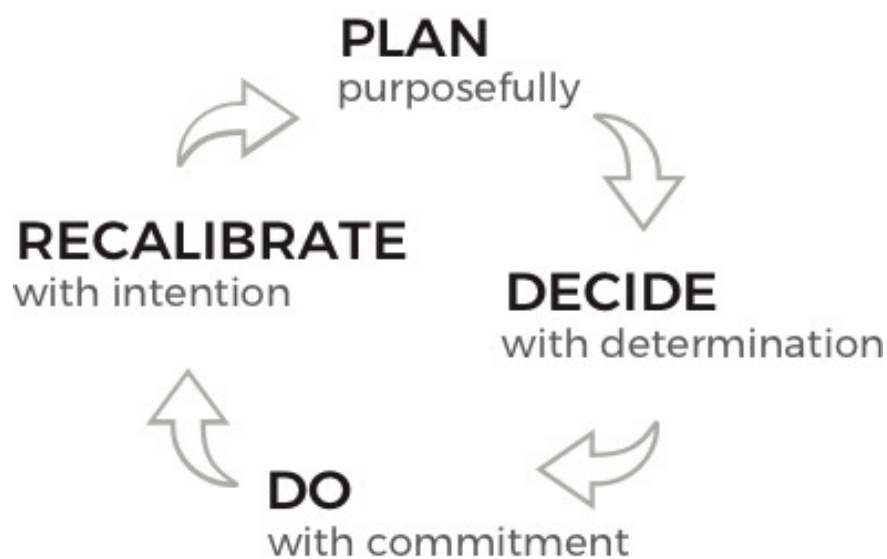 PLAN
purposefully
DECIDE
with determination
DO
with commitment
RECALIBRATE
with intention